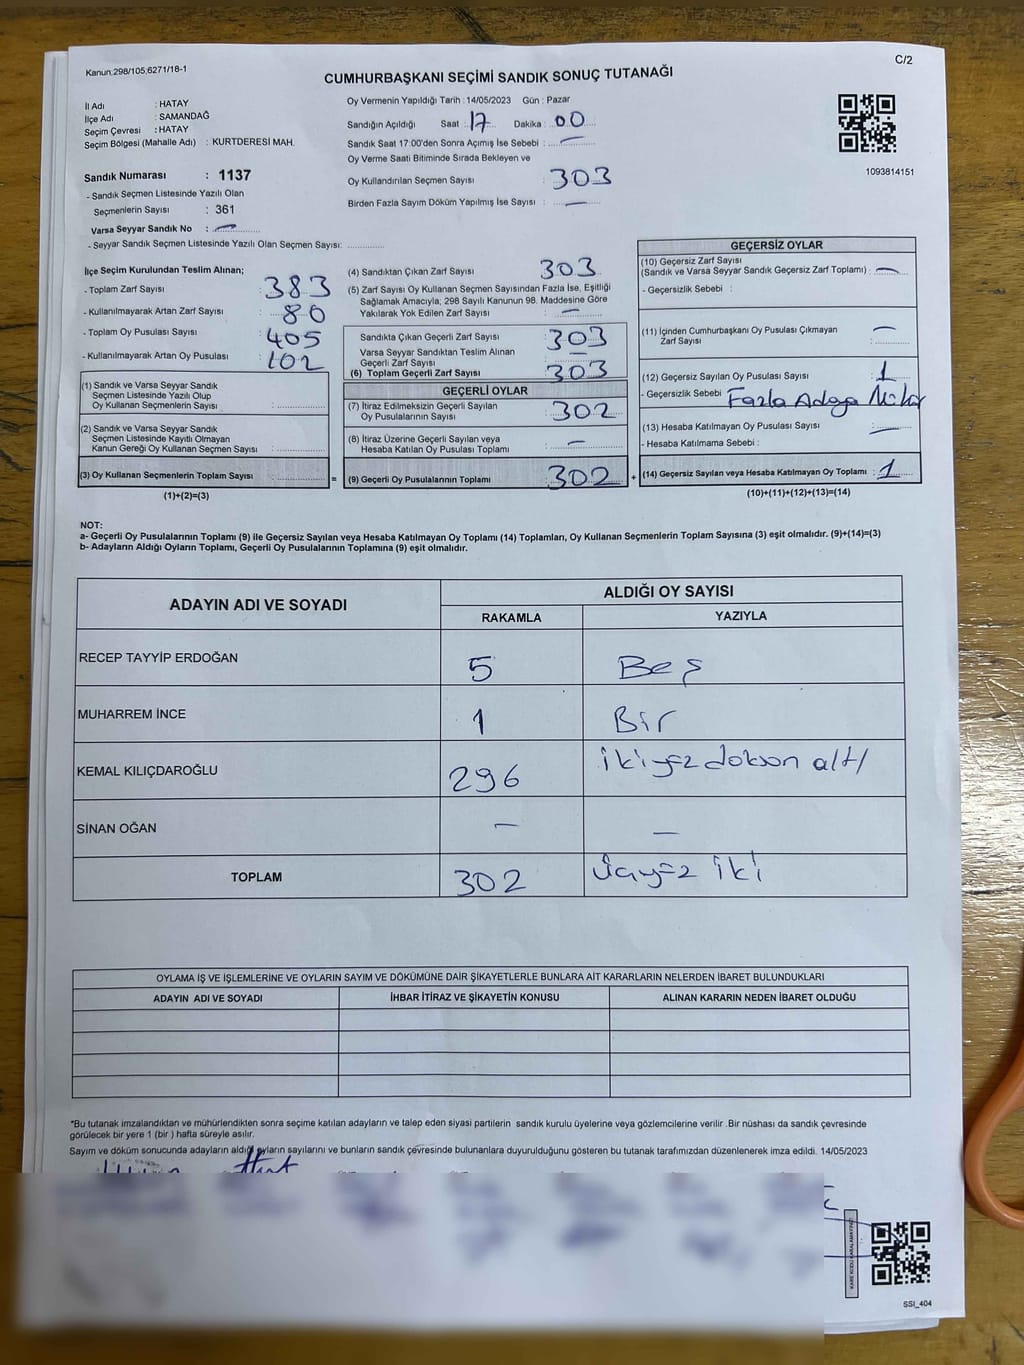 Kanun:298/105;6271/18-1
C/2
CUMHURBAŞKANI SEÇİMİ SANDIK SONUÇ TUTANAĞI
İl Adı : HATAY
İlçe Adı : SAMANDAĞ
Seçim Çevresi : HATAY
Seçim Bölgesi (Mahalle Adı) : KURTDERESİ MAH.
Sandık Numarası : 1137
- Sandık Seçmen Listesinde Yazılı Olan
Seçmenlerin Sayısı : 361
Varsa Seyyar Sandık No : —
- Seyyar Sandık Seçmen Listesinde Yazılı Olan Seçmen Sayısı: ............
Oy Vermenin Yapıldığı Tarih : 14/05/2023 Gün : Pazar
Sandığın Açıldığı Saat : 17 Dakika : 00
Sandık Saat 17:00'den Sonra Açımış İse Sebebi : —
Oy Verme Saati Bitiminde Sırada Bekleyen ve
Oy Kullandırılan Seçmen Sayısı : 303
Birden Fazla Sayım Döküm Yapılmış İse Sayısı : —
1093814151
İlçe Seçim Kurulundan Teslim Alınan;
- Toplam Zarf Sayısı : 383
- Kullanılmayarak Artan Zarf Sayısı : 80
- Toplam Oy Pusulası Sayısı : 405
- Kullanılmayarak Artan Oy Pusulası : 102
(1) Sandık ve Varsa Seyyar Sandık
Seçmen Listesinde Yazılı Olup
Oy Kullanan Seçmenlerin Sayısı : ............
(2) Sandık ve Varsa Seyyar Sandık
Seçmen Listesinde Kayıtlı Olmayan
Kanun Gereği Oy Kullanan Seçmen Sayısı : ............
(3) Oy Kullanan Seçmenlerin Toplam Sayısı : ............
(1)+(2)=(3)
=
(4) Sandıktan Çıkan Zarf Sayısı : 303
(5) Zarf Sayısı Oy Kullanan Seçmen Sayısından Fazla İse, Eşitliği
Sağlamak Amacıyla; 298 Sayılı Kanunun 98. Maddesine Göre
Yakılarak Yok Edilen Zarf Sayısı : —
Sandıkta Çıkan Geçerli Zarf Sayısı : 303
Varsa Seyyar Sandıktan Teslim Alınan
Geçerli Zarf Sayısı : —
(6) Toplam Geçerli Zarf Sayısı : 303
GEÇERLİ OYLAR
(7) İtiraz Edilmeksizin Geçerli Sayılan
Oy Pusulalarının Sayısı : 302
(8) İtiraz Üzerine Geçerli Sayılan veya
Hesaba Katılan Oy Pusulası Toplamı : —
(9) Geçerli Oy Pusulalarının Toplamı : 302
+
GEÇERSİZ OYLAR
(10) Geçersiz Zarf Sayısı
(Sandık ve Varsa Seyyar Sandık Geçersiz Zarf Toplamı) : —
- Geçersizlik Sebebi :
(11) İçinden Cumhurbaşkanı Oy Pusulası Çıkmayan
Zarf Sayısı : —
(12) Geçersiz Sayılan Oy Pusulası Sayısı : 1
- Geçersizlik Sebebi : Fazla Adaya Mühür
(13) Hesaba Katılmayan Oy Pusulası Sayısı : —
- Hesaba Katılmama Sebebi :
(14) Geçersiz Sayılan veya Hesaba Katılmayan Oy Toplamı : 1
(10)+(11)+(12)+(13)=(14)
NOT:
a- Geçerli Oy Pusulalarının Toplamı (9) ile Geçersiz Sayılan veya Hesaba Katılmayan Oy Toplamı (14) Toplamları, Oy Kullanan Seçmenlerin Toplam Sayısına (3) eşit olmalıdır. (9)+(14)=(3)
b- Adayların Aldığı Oyların Toplamı, Geçerli Oy Pusulalarının Toplamına (9) eşit olmalıdır.
ADAYIN ADI VE SOYADI
ALDIĞI OY SAYISI
RAKAMLA YAZIYLA
RECEP TAYYİP ERDOĞAN 5 Beş
MUHARREM İNCE 1 Bir
KEMAL KILIÇDAROĞLU 296 ikiyüz doksan altı
SİNAN OĞAN — —
TOPLAM 302 üçyüz iki
OYLAMA İŞ VE İŞLEMLERİNE VE OYLARIN SAYIM VE DÖKÜMÜNE DAİR ŞİKAYETLERLE BUNLARA AİT KARARLARIN NELERDEN İBARET BULUNDUKLARI
ADAYIN ADI VE SOYADI İHBAR İTİRAZ VE ŞİKAYETİN KONUSU ALINAN KARARIN NEDEN İBARET OLDUĞU
*Bu tutanak imzalandıktan ve mühürlendikten sonra seçime katılan adayların ve talep eden siyasi partilerin sandık kurulu üyelerine veya gözlemcilerine verilir .Bir nüshası da sandık çevresinde
görülecek bir yere 1 (bir ) hafta süreyle asılır.
Sayım ve döküm sonucunda adayların aldığı oyların sayılarını ve bunların sandık çevresinde bulunanlara duyurulduğunu gösteren bu tutanak tarafımızdan düzenlenerek imza edildi. 14/05/2023
KARE KODU KARALAMAYINIZ
SSI_404